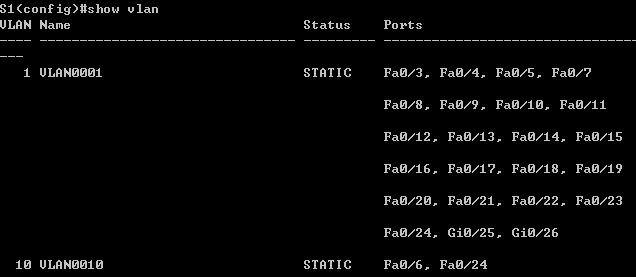 S1(config)#show vlan
VLAN Name                             Status    Ports
---- -------------------------------- --------- --------------------------------
---
   1 VLAN0001                         STATIC    Fa0/3, Fa0/4, Fa0/5, Fa0/7
                                                Fa0/8, Fa0/9, Fa0/10, Fa0/11
                                                Fa0/12, Fa0/13, Fa0/14, Fa0/15
                                                Fa0/16, Fa0/17, Fa0/18, Fa0/19
                                                Fa0/20, Fa0/21, Fa0/22, Fa0/23
                                                Fa0/24, Gi0/25, Gi0/26
  10 VLAN0010                         STATIC    Fa0/6, Fa0/24